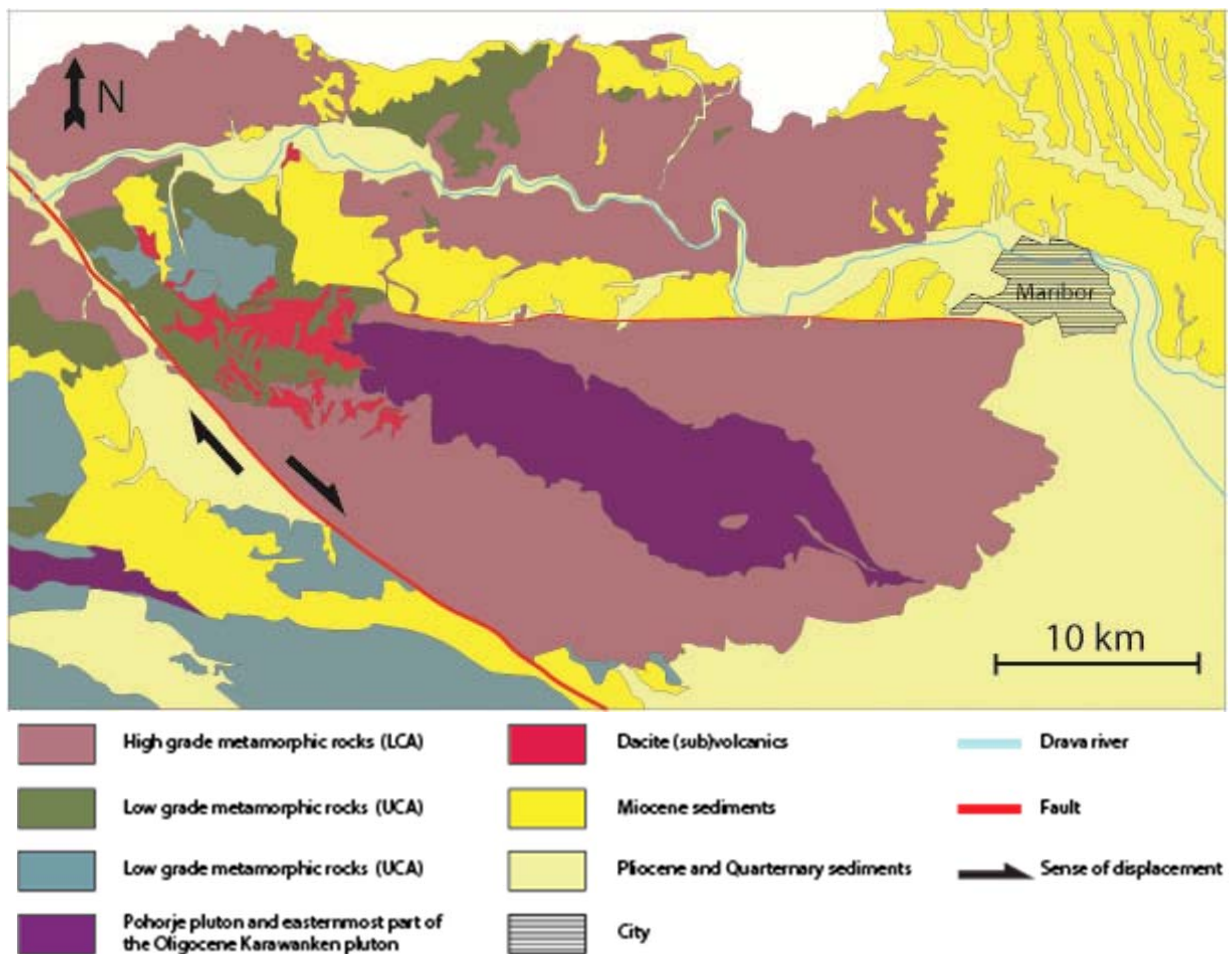 N
Maribor
10 km
High grade metamorphic rocks (LCA)
Low grade metamorphic rocks (UCA)
Low grade metamorphic rocks (UCA)
Pohorje pluton and easternmost part of
the Oligocene Karawanken pluton
Dacite (sub)volcanics
Miocene sediments
Pliocene and Quarternary sediments
City
Drava river
Fault
Sense of displacement